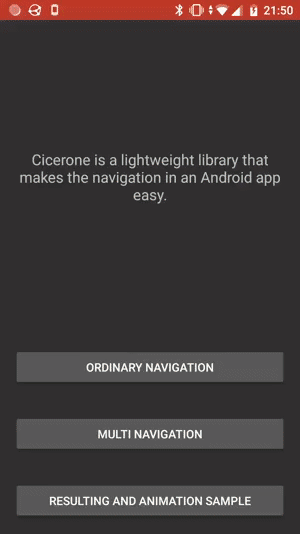 21:50
Cicerone is a lightweight library that
makes the navigation in an Android app
easy.
ORDINARY NAVIGATION
MULTI NAVIGATION
RESULTING AND ANIMATION SAMPLE